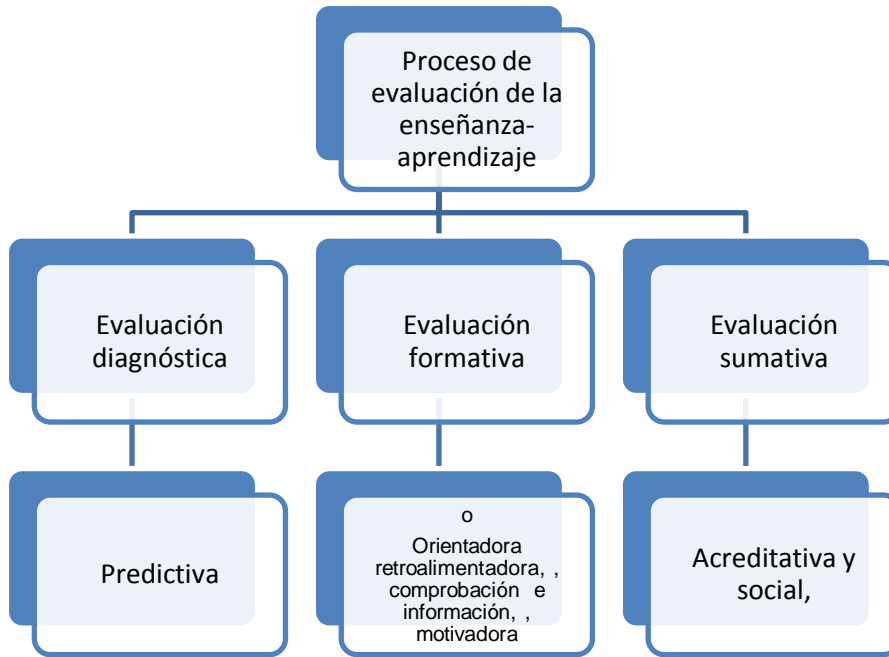 Proceso de
evaluación de la
enseñanza-
aprendizaje
Evaluación
diagnóstica
Evaluación
formativa
Evaluación
sumativa
Predictiva
o
Orientadora
retroalimentadora, ,
comprobación e
información, ,
motivadora
Acreditativa y
social,